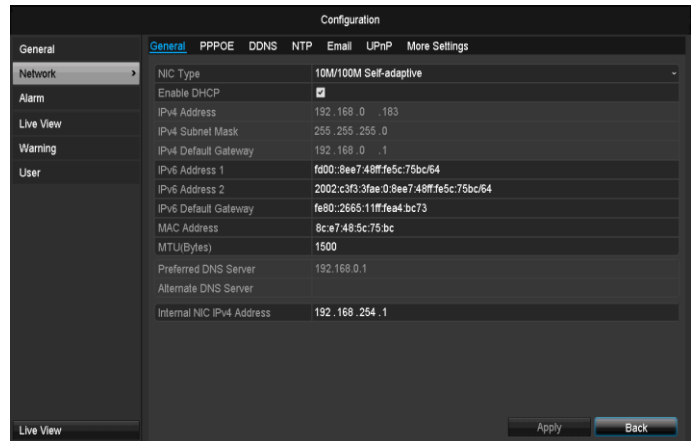 Configuration
General
Network
Alarm
Live View
Warning
User
Live View
General PPPOE DDNS NTP Email UPnP More Settings
NIC Type 10M/100M Self-adaptive
Enable DHCP
IPv4 Address 192.168.0 .183
IPv4 Subnet Mask 255.255.255.0
IPv4 Default Gateway 192.168.0 .1
IPv6 Address 1 fd00::8ee7:48ff:fe5c:75bc/64
IPv6 Address 2 2002:c3f3:3fae:0:8ee7:48ff:fe5c:75bc/64
IPv6 Default Gateway fe80::2665:11ff:fea4:bc73
MAC Address 8c:e7:48:5c:75:bc
MTU(Bytes) 1500
Preferred DNS Server 192.168.0.1
Alternate DNS Server
Internal NIC IPv4 Address 192.168.254.1
Apply Back